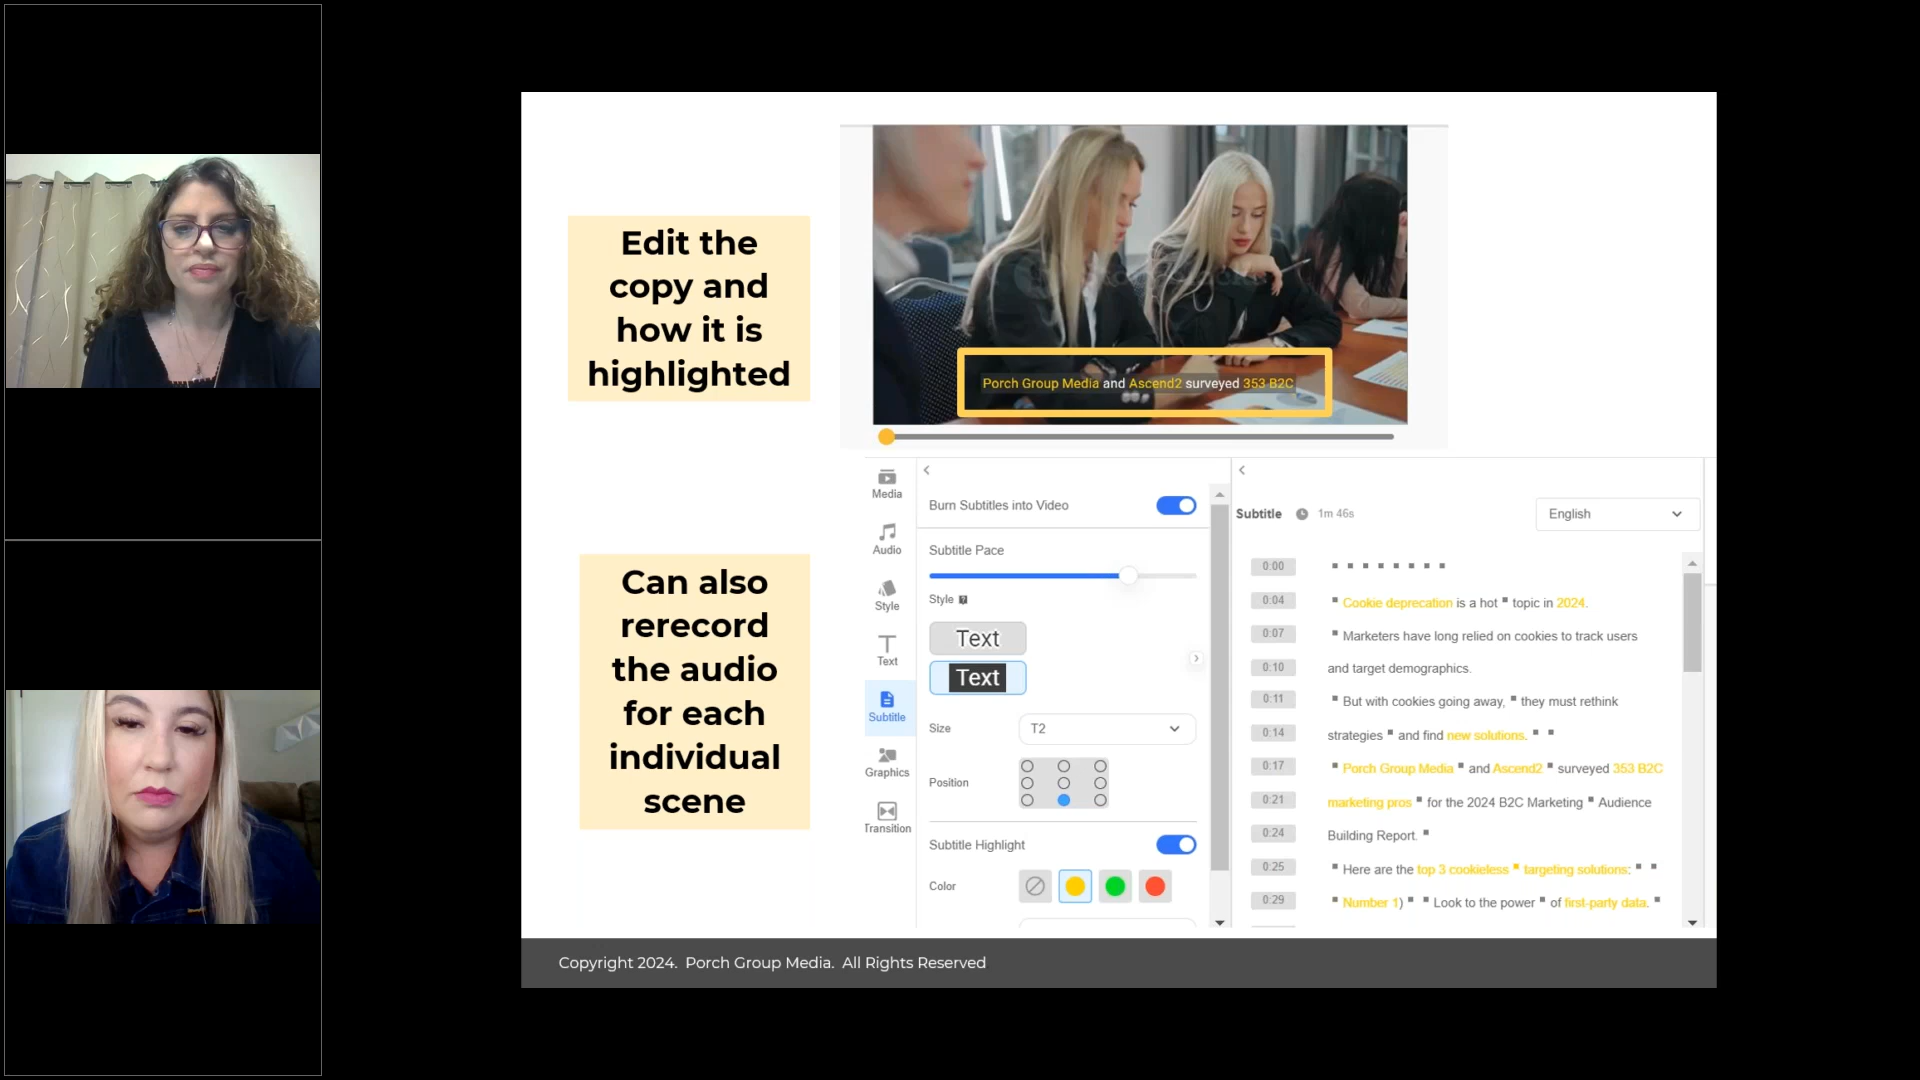 Edit the
copy and
how it is
highlighted
Porch Group Media and Ascend2 surveyed 353 B2C
Can also
rerecord
the audio
for each
individual
scene
Media
Audio
Style
Text
Subtitle
Graphics
Transition
Burn Subtitles into Video
Subtitle Pace
Style
Text
Text
Size
T2
Position
Subtitle Highlight
Color
Subtitle 1m 46s
English
0:00
0:04 Cookie deprecation is a hot topic in 2024.
0:07 Marketers have long relied on cookies to track users
0:10 and target demographics.
0:11 But with cookies going away, they must rethink
0:14 strategies and find new solutions.
0:17 Porch Group Media and Ascend2 surveyed 353 B2C
0:21 marketing pros for the 2024 B2C Marketing Audience
0:24 Building Report.
0:25 Here are the top 3 cookieless targeting solutions:
0:29 Number 1) Look to the power of first-party data.
Copyright 2024. Porch Group Media. All Rights Reserved